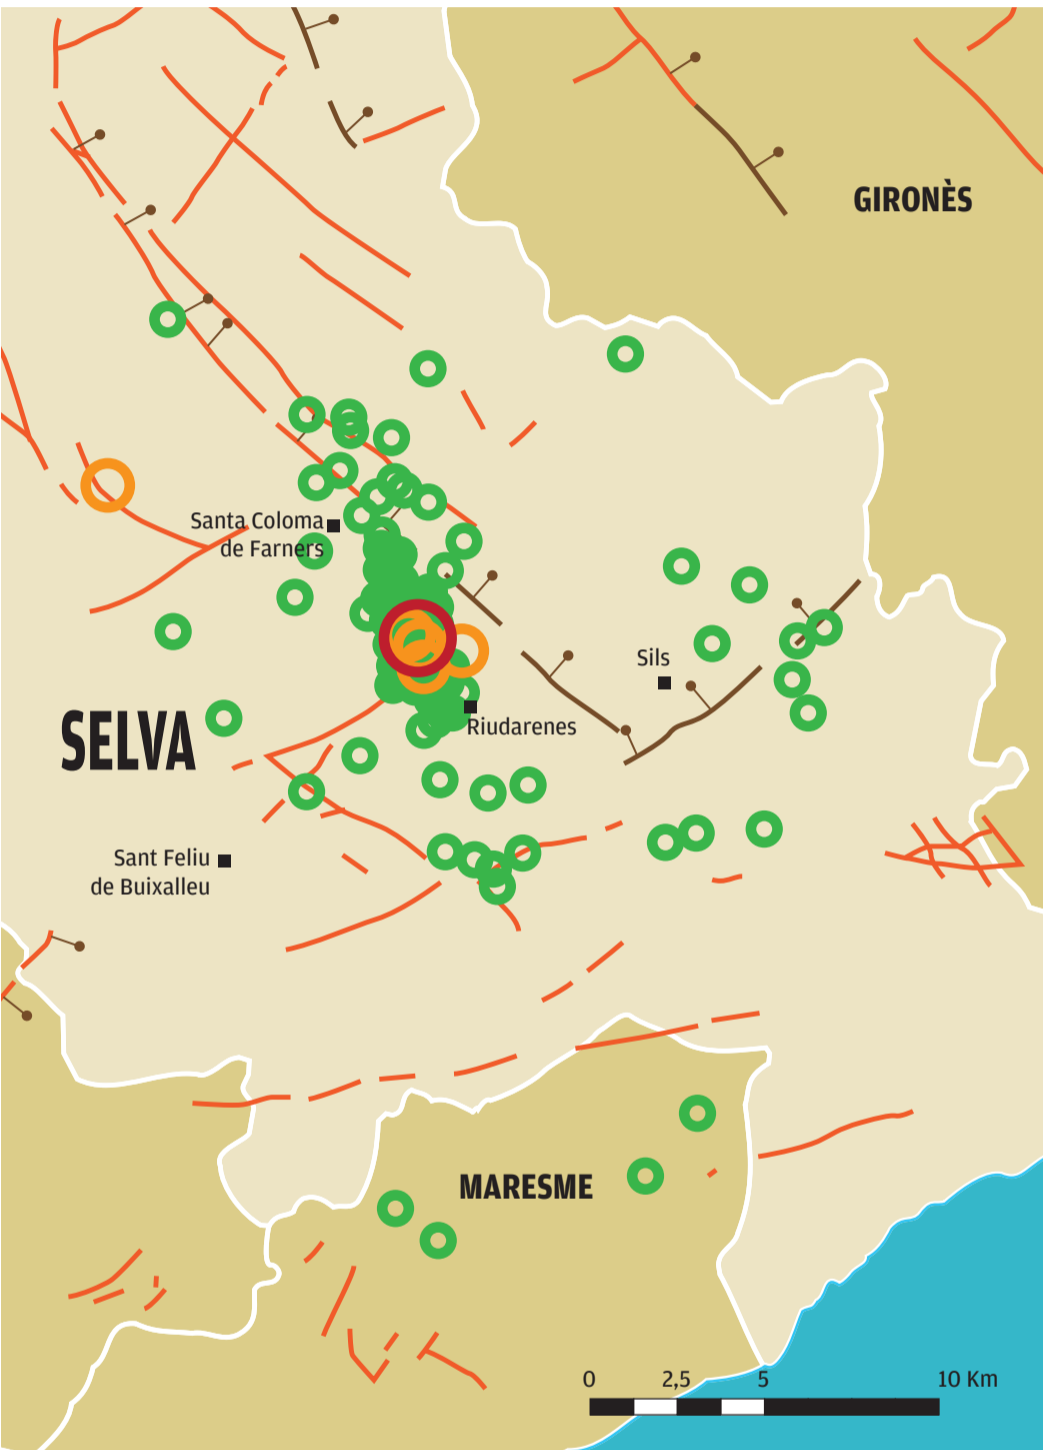 GIRONÈS
Santa Coloma
de Farners
Sils
Riudarenes
SELVA
Sant Feliu
de Buixalleu
MARESME
0 2,5 5 10 Km